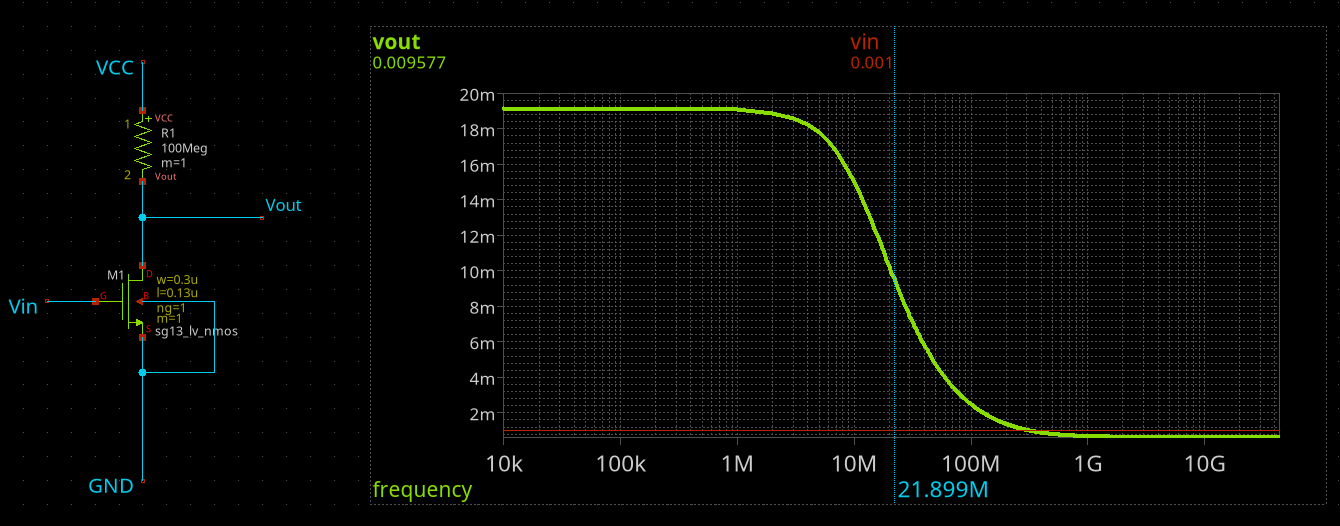 VCC
1
+
VCC
R1
100Meg
m=1
2
Vout
Vout
M1
D
w=0.3u
l=0.13u
Vin
G
B
ng=1
m=1
S
sg13_lv_nmos
GND
vout
0.009577
vin
0.001
20m
18m
16m
14m
12m
10m
8m
6m
4m
2m
10k
100k
1M
10M
100M
1G
10G
frequency
21.899M